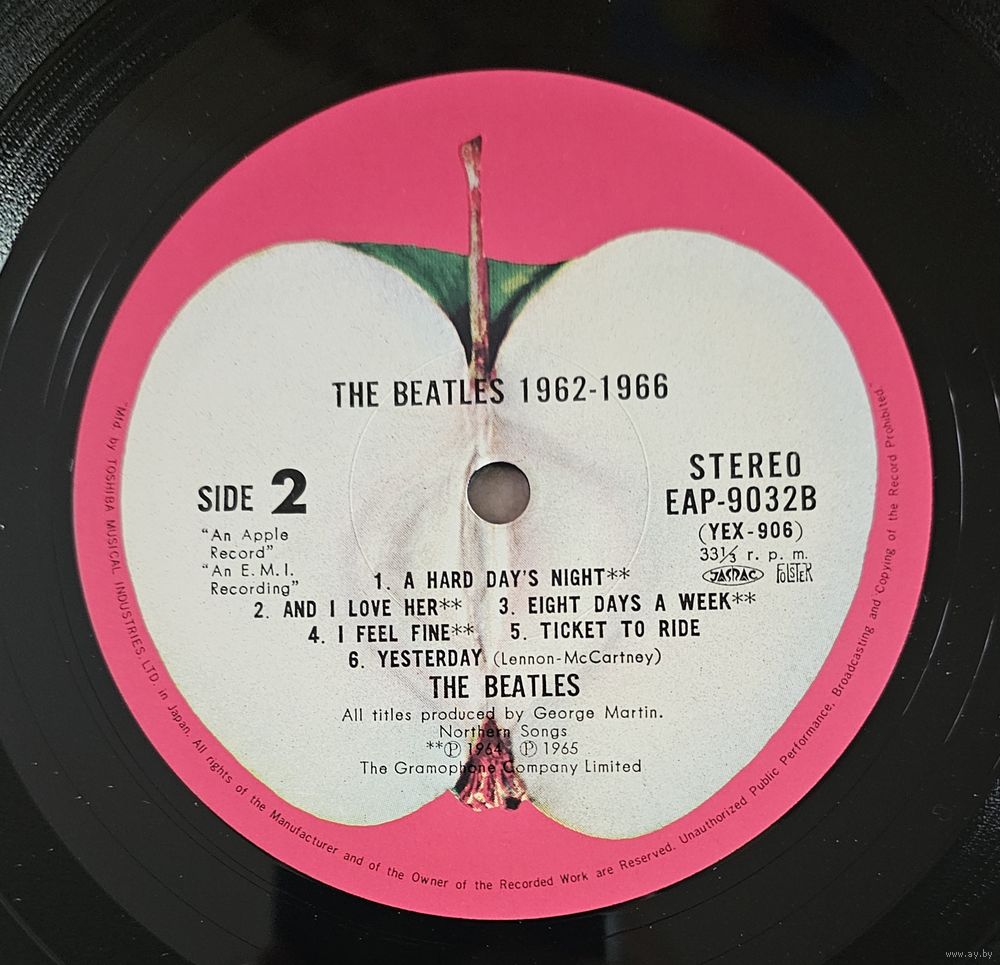 THE BEATLES 1962-1966
SIDE 2
"An Apple
Record"
"An E.M.I.
Recording"
STEREO
EAP-9032B
(YEX-906)
33⅓ r. p. m.
JASRAC FOLSTER
1. A HARD DAY'S NIGHT**
2. AND I LOVE HER** 3. EIGHT DAYS A WEEK**
4. I FEEL FINE** 5. TICKET TO RIDE
6. YESTERDAY (Lennon-McCartney)
THE BEATLES
All titles produced by George Martin.
Northern Songs
**Ⓟ 1964 Ⓟ 1965
The Gramophone Company Limited
"Mfd by TOSHIBA MUSICAL INDUSTRIES, LTD. in Japan. All rights of the Manufacturer and of the Owner of the Recorded Work are Reserved. Unauthorized Public Performance, Broadcasting and Copying of the Record Prohibited."
www.ay.by